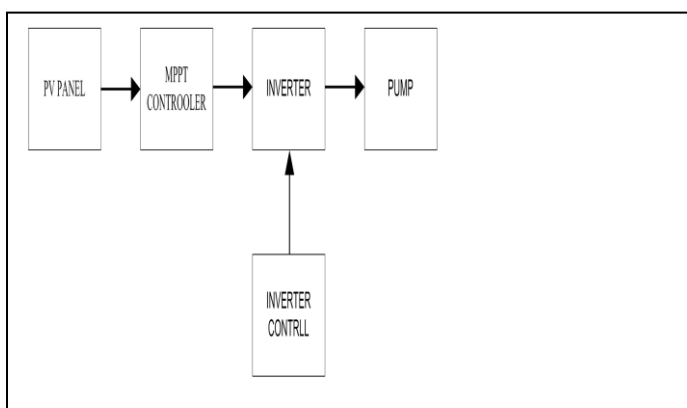 PV PANEL
MPPT
CONTROOLER
INVERTER
PUMP
INVERTER
CONTRLL